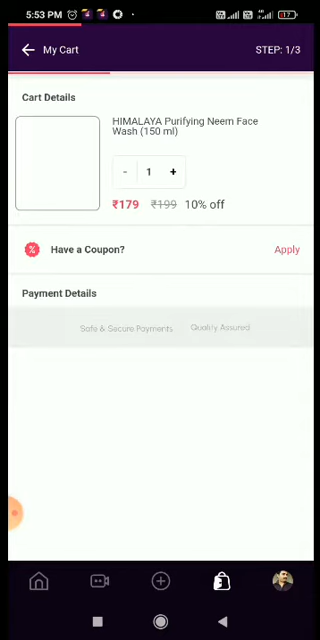 5:53 PM
17
My Cart
STEP: 1/3
Cart Details
HIMALAYA Purifying Neem Face
Wash (150 ml)
- 1 +
₹179 ₹199 10% off
Have a Coupon?
Apply
Payment Details
Safe & Secure Payments
Quality Assured